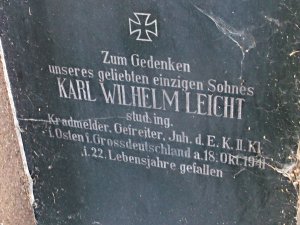 Zum Gedenken
unseres geliebten einzigen Sohnes
KARL WILHELM LEICHT
stud. ing.
Kradmelder, Gefreiter, Jnh. d. E. K. II. Kl.
i. Osten f. Grossdeutschland a. 18. Okt. 1941
i. 22. Lebensjahre gefallen